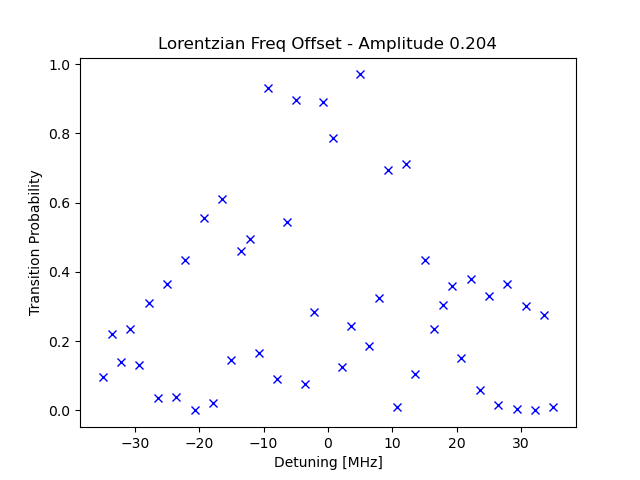 Lorentzian Freq Offset - Amplitude 0.204
1.0
0.8
0.6
0.4
0.2
0.0
Transition Probability
−30 −20 −10 0 10 20 30
Detuning [MHz]